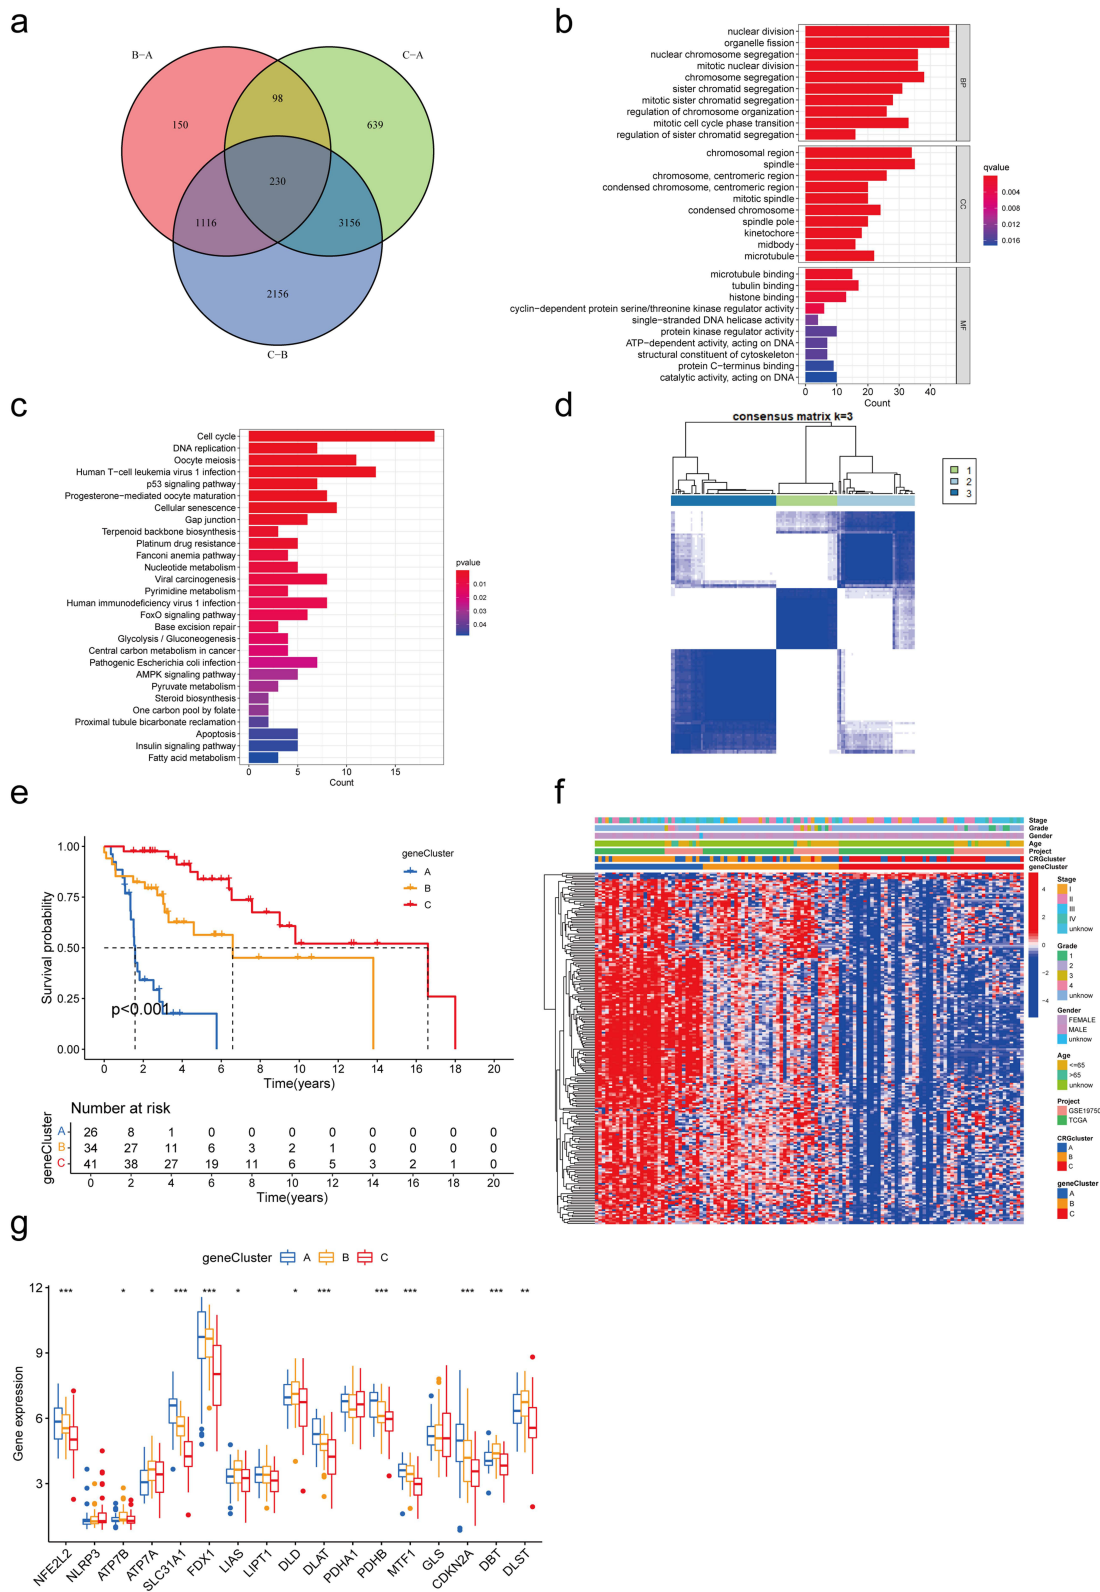 a
B−A
C−A
98
150
639
230
1116
3156
2156
C−B
b
nuclear division
organelle fission
nuclear chromosome segregation
mitotic nuclear division
chromosome segregation
sister chromatid segregation
mitotic sister chromatid segregation
regulation of chromosome organization
mitotic cell cycle phase transition
regulation of sister chromatid segregation
BP
chromosomal region
spindle
chromosome, centromeric region
condensed chromosome, centromeric region
mitotic spindle
condensed chromosome
spindle pole
kinetochore
midbody
microtubule
CC
microtubule binding
tubulin binding
histone binding
cyclin−dependent protein serine/threonine kinase regulator activity
single−stranded DNA helicase activity
protein kinase regulator activity
ATP−dependent activity, acting on DNA
structural constituent of cytoskeleton
protein C−terminus binding
catalytic activity, acting on DNA
MF
0 10 20 30 40
Count
qvalue
0.004
0.008
0.012
0.016
c
Cell cycle
DNA replication
Oocyte meiosis
Human T−cell leukemia virus 1 infection
p53 signaling pathway
Progesterone−mediated oocyte maturation
Cellular senescence
Gap junction
Terpenoid backbone biosynthesis
Platinum drug resistance
Fanconi anemia pathway
Nucleotide metabolism
Viral carcinogenesis
Pyrimidine metabolism
Human immunodeficiency virus 1 infection
FoxO signaling pathway
Base excision repair
Glycolysis / Gluconeogenesis
Central carbon metabolism in cancer
Pathogenic Escherichia coli infection
AMPK signaling pathway
Pyruvate metabolism
Steroid biosynthesis
One carbon pool by folate
Proximal tubule bicarbonate reclamation
Apoptosis
Insulin signaling pathway
Fatty acid metabolism
0 5 10 15
Count
pvalue
0.01
0.02
0.03
0.04
d
consensus matrix k=3
1
2
3
e
geneCluster
A
B
C
1.00
0.75
0.50
0.25
0.00
Survival probability
p<0.001
0 2 4 6 8 10 12 14 16 18 20
Time(years)
Number at risk
geneCluster
A 26 8 1 0 0 0 0 0 0 0 0
B 34 27 11 6 3 2 1 0 0 0 0
C 41 38 27 19 11 6 5 3 2 1 0
0 2 4 6 8 10 12 14 16 18 20
Time(years)
f
Stage
Grade
Gender
Age
Project
CRGcluster
geneCluster
4
2
0
−2
−4
Stage
I
II
III
IV
unknow
Grade
1
2
3
4
unknow
Gender
FEMALE
MALE
unknow
Age
<=65
>65
unknow
Project
GSE19750
TCGA
CRGcluster
A
B
C
geneCluster
A
B
C
g
geneCluster A B C
*** * * *** *** * * *** *** *** *** *** **
12
9
6
3
Gene expression
NFE2L2
NLRP3
ATP7B
ATP7A
SLC31A1
FDX1
LIAS
LIPT1
DLD
DLAT
PDHA1
PDHB
MTF1
GLS
CDKN2A
DBT
DLST